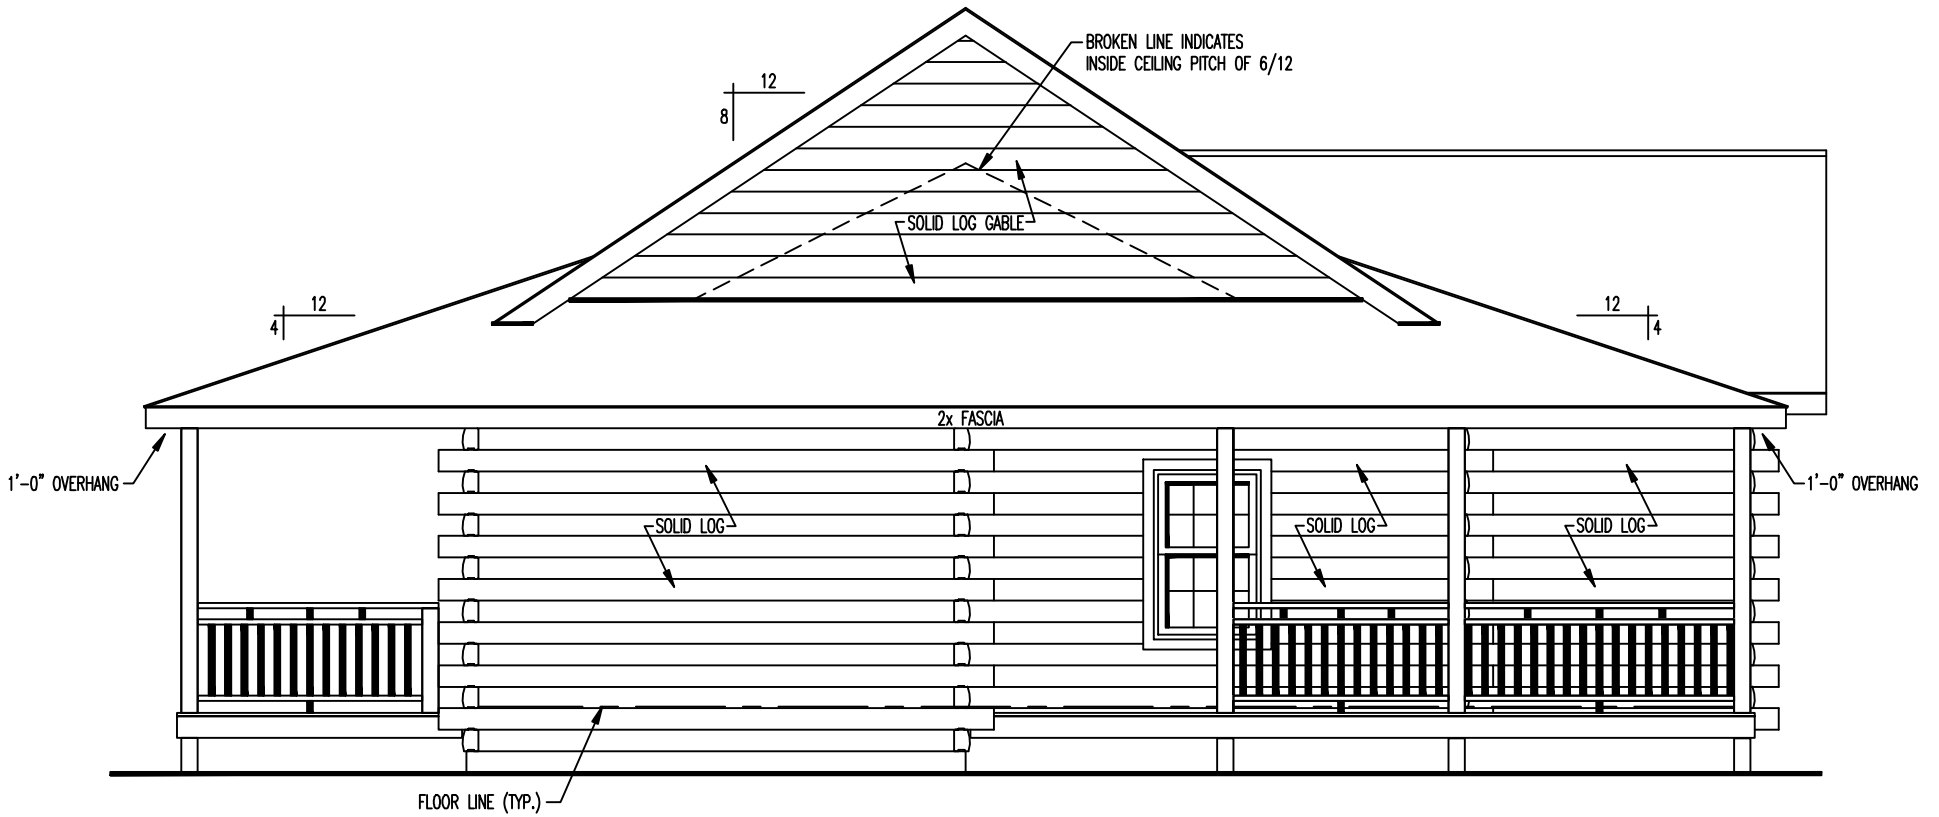 BROKEN LINE INDICATES
INSIDE CEILING PITCH OF 6/12
12
8
SOLID LOG GABLE
12
4
12
4
2x FASCIA
1'-0" OVERHANG
1'-0" OVERHANG
SOLID LOG
SOLID LOG
SOLID LOG
FLOOR LINE (TYP.)